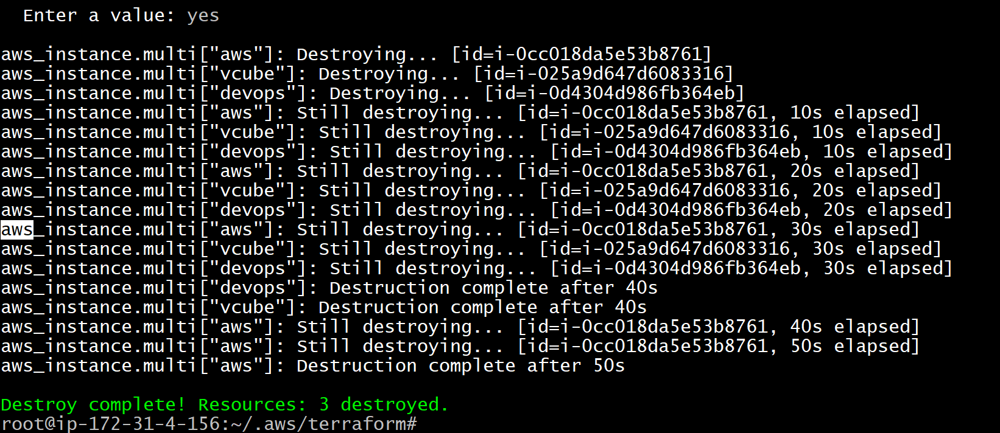 Enter a value: yes
aws_instance.multi["aws"]: Destroying... [id=i-0cc018da5e53b8761]
aws_instance.multi["vcube"]: Destroying... [id=i-025a9d647d6083316]
aws_instance.multi["devops"]: Destroying... [id=i-0d4304d986fb364eb]
aws_instance.multi["aws"]: Still destroying... [id=i-0cc018da5e53b8761, 10s elapsed]
aws_instance.multi["vcube"]: Still destroying... [id=i-025a9d647d6083316, 10s elapsed]
aws_instance.multi["devops"]: Still destroying... [id=i-0d4304d986fb364eb, 10s elapsed]
aws_instance.multi["aws"]: Still destroying... [id=i-0cc018da5e53b8761, 20s elapsed]
aws_instance.multi["vcube"]: Still destroying... [id=i-025a9d647d6083316, 20s elapsed]
aws_instance.multi["devops"]: Still destroying... [id=i-0d4304d986fb364eb, 20s elapsed]
aws_instance.multi["aws"]: Still destroying... [id=i-0cc018da5e53b8761, 30s elapsed]
aws_instance.multi["vcube"]: Still destroying... [id=i-025a9d647d6083316, 30s elapsed]
aws_instance.multi["devops"]: Still destroying... [id=i-0d4304d986fb364eb, 30s elapsed]
aws_instance.multi["devops"]: Destruction complete after 40s
aws_instance.multi["vcube"]: Destruction complete after 40s
aws_instance.multi["aws"]: Still destroying... [id=i-0cc018da5e53b8761, 40s elapsed]
aws_instance.multi["aws"]: Still destroying... [id=i-0cc018da5e53b8761, 50s elapsed]
aws_instance.multi["aws"]: Destruction complete after 50s
Destroy complete! Resources: 3 destroyed.
root@ip-172-31-4-156:~/.aws/terraform#